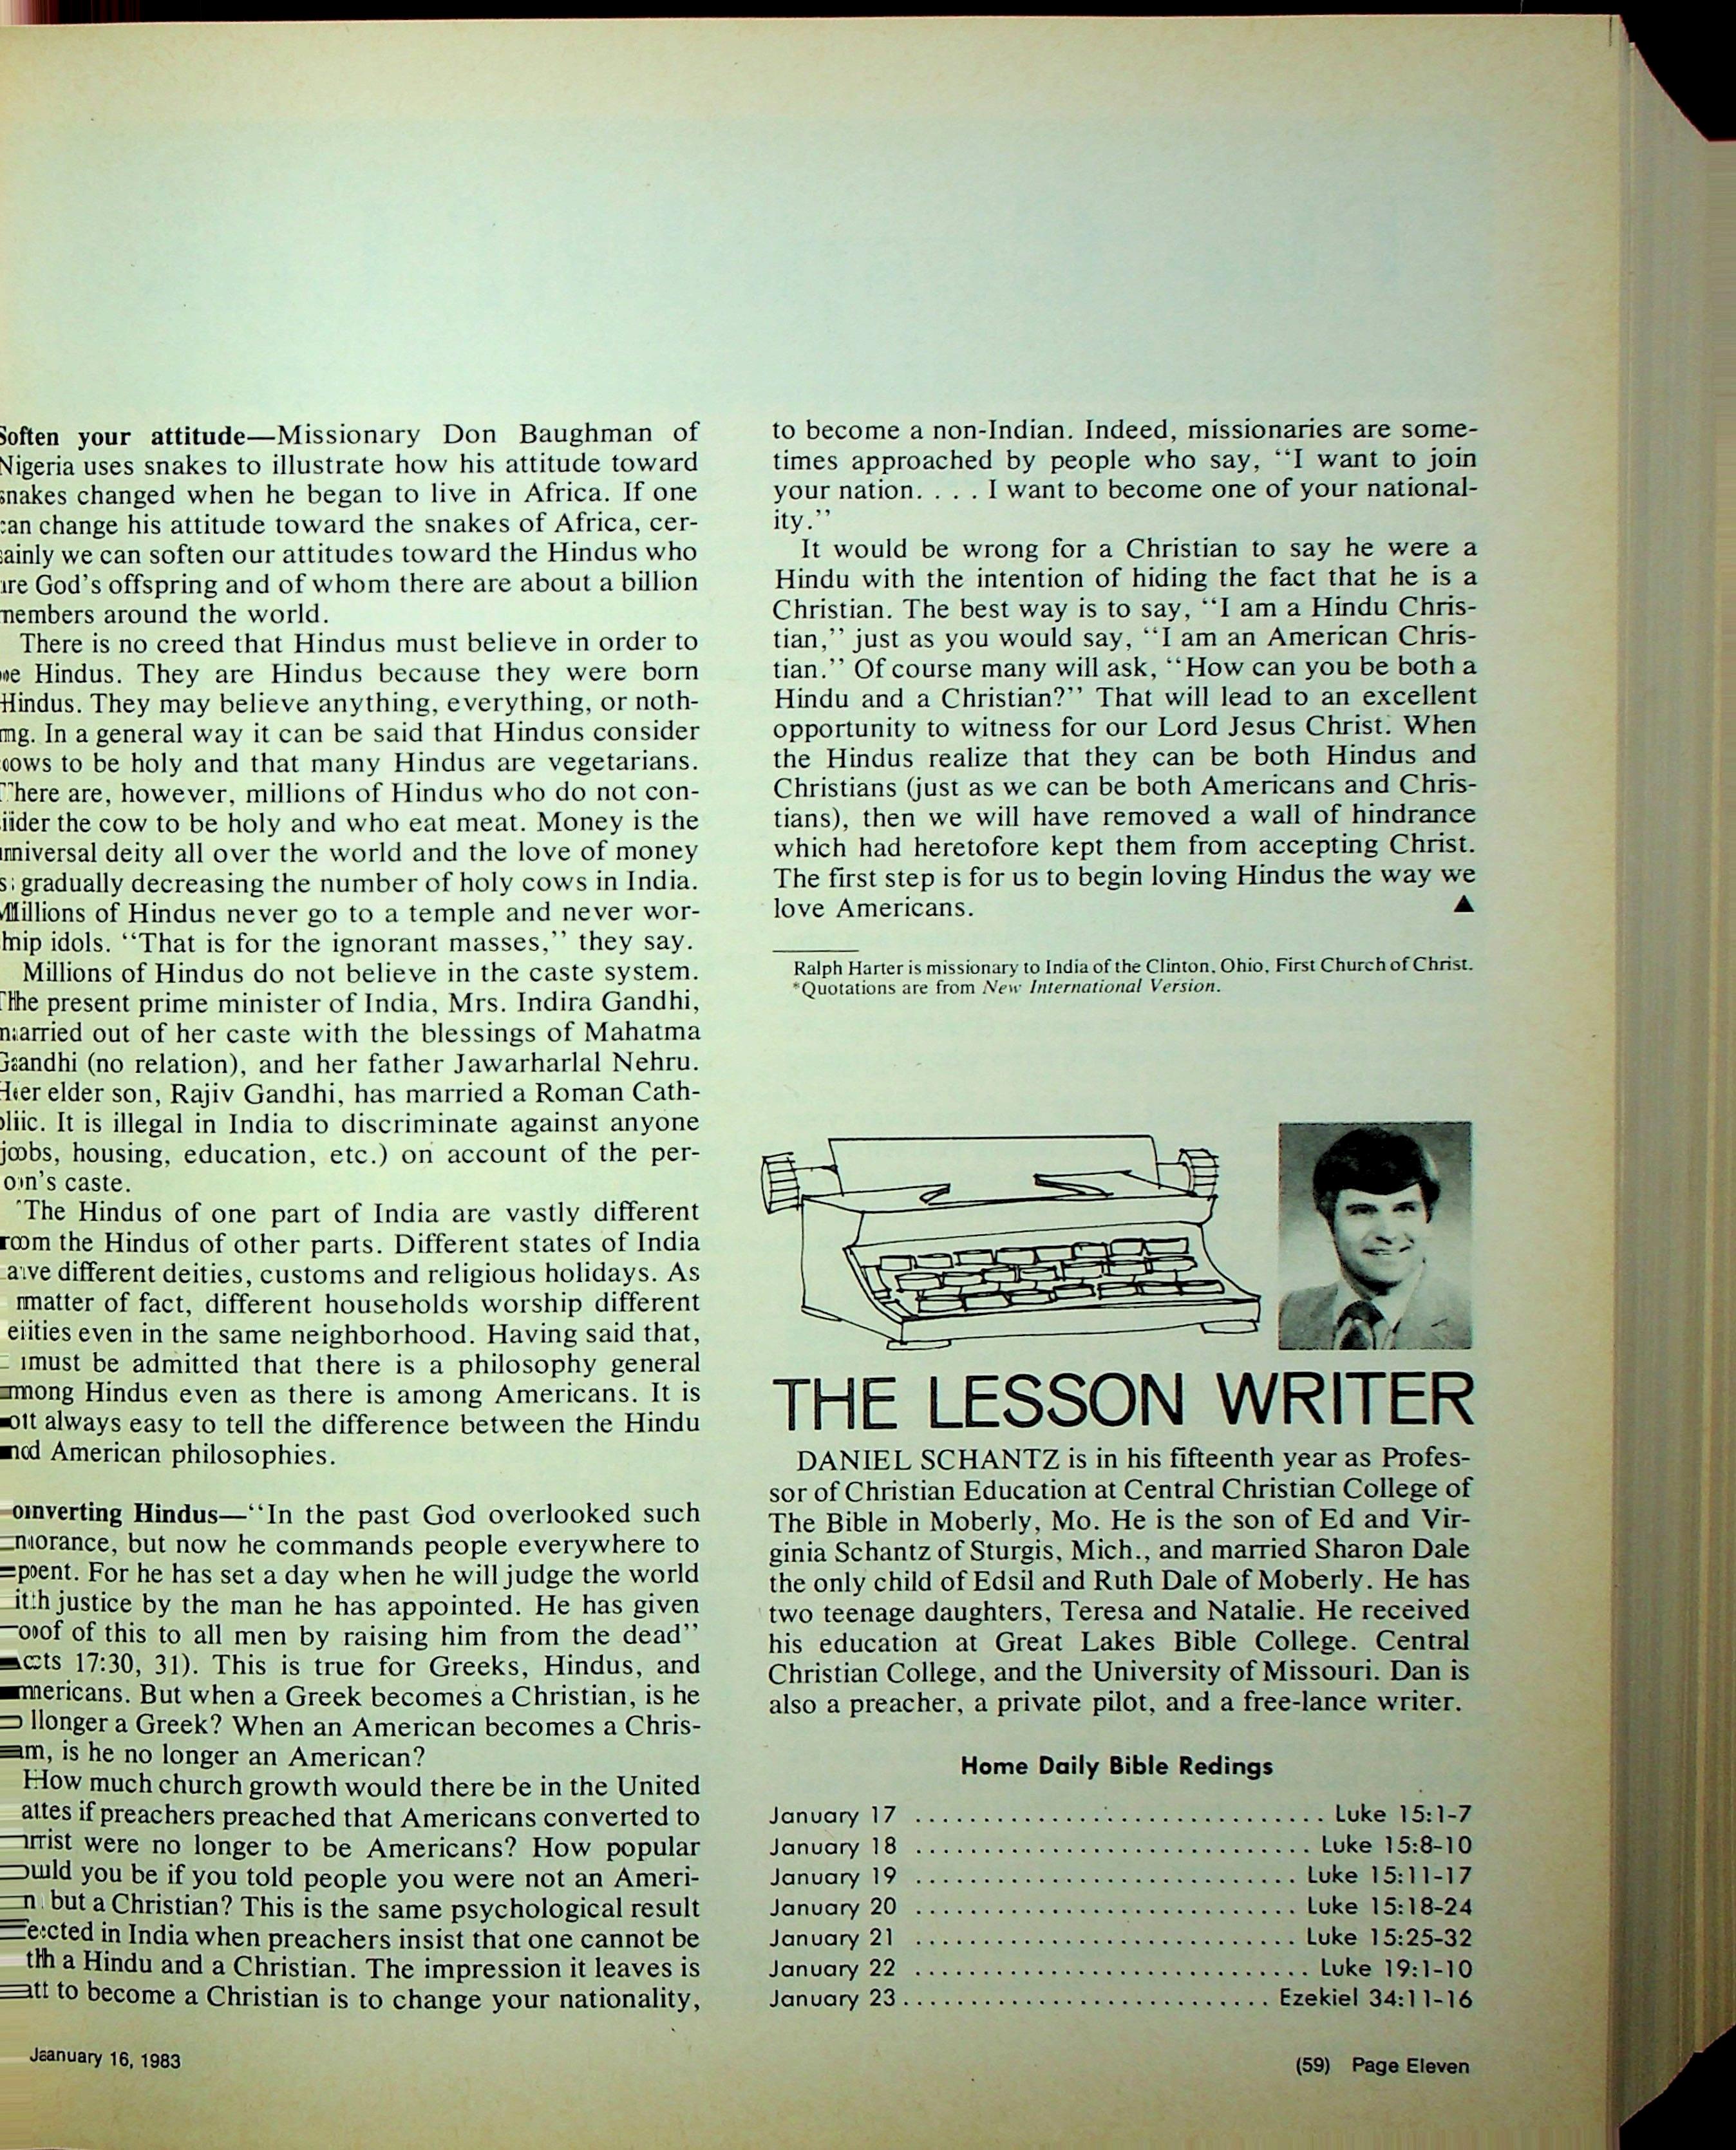 Soften your attitude—Missionary Don Baughman of
Nigeria uses snakes to illustrate how his attitude toward
snakes changed when he began to live in Africa. If one
can change his attitude toward the snakes of Africa, cer-
ainly we can soften our attitudes toward the Hindus who
are God's offspring and of whom there are about a billion
members around the world.
There is no creed that Hindus must believe in order to
be Hindus. They are Hindus because they were born
Hindus. They may believe anything, everything, or noth-
ing. In a general way it can be said that Hindus consider
cows to be holy and that many Hindus are vegetarians.
There are, however, millions of Hindus who do not con-
sider the cow to be holy and who eat meat. Money is the
universal deity all over the world and the love of money
is gradually decreasing the number of holy cows in India.
Millions of Hindus never go to a temple and never wor-
ship idols. "That is for the ignorant masses," they say.
Millions of Hindus do not believe in the caste system.
The present prime minister of India, Mrs. Indira Gandhi,
married out of her caste with the blessings of Mahatma
Gandhi (no relation), and her father Jawarharlal Nehru.
Her elder son, Rajiv Gandhi, has married a Roman Cath-
olic. It is illegal in India to discriminate against anyone
jobs, housing, education, etc.) on account of the per-
on's caste.
The Hindus of one part of India are vastly different
rom the Hindus of other parts. Different states of India
ave different deities, customs and religious holidays. As
matter of fact, different households worship different
eities even in the same neighborhood. Having said that,
must be admitted that there is a philosophy general
mong Hindus even as there is among Americans. It is
ot always easy to tell the difference between the Hindu
nd American philosophies.
onverting Hindus—"In the past God overlooked such
norance, but now he commands people everywhere to
pent. For he has set a day when he will judge the world
ith justice by the man he has appointed. He has given
oof of this to all men by raising him from the dead"
Acts 17:30, 31). This is true for Greeks, Hindus, and
mericans. But when a Greek becomes a Christian, is he
o longer a Greek? When an American becomes a Chris-
an, is he no longer an American?
How much church growth would there be in the United
ates if preachers preached that Americans converted to
rist were no longer to be Americans? How popular
ould you be if you told people you were not an Ameri-
n but a Christian? This is the same psychological result
ected in India when preachers insist that one cannot be
th a Hindu and a Christian. The impression it leaves is
at to become a Christian is to change your nationality,
to become a non-Indian. Indeed, missionaries are some-
times approached by people who say, "I want to join
your nation. . . . I want to become one of your national-
ity."
It would be wrong for a Christian to say he were a
Hindu with the intention of hiding the fact that he is a
Christian. The best way is to say, "I am a Hindu Chris-
tian," just as you would say, "I am an American Chris-
tian." Of course many will ask, "How can you be both a
Hindu and a Christian?" That will lead to an excellent
opportunity to witness for our Lord Jesus Christ. When
the Hindus realize that they can be both Hindus and
Christians (just as we can be both Americans and Chris-
tians), then we will have removed a wall of hindrance
which had heretofore kept them from accepting Christ.
The first step is for us to begin loving Hindus the way we
love Americans. ▲
Ralph Harter is missionary to India of the Clinton, Ohio, First Church of Christ.
*Quotations are from New International Version.
THE LESSON WRITER
DANIEL SCHANTZ is in his fifteenth year as Profes-
sor of Christian Education at Central Christian College of
The Bible in Moberly, Mo. He is the son of Ed and Vir-
ginia Schantz of Sturgis, Mich., and married Sharon Dale
the only child of Edsil and Ruth Dale of Moberly. He has
two teenage daughters, Teresa and Natalie. He received
his education at Great Lakes Bible College. Central
Christian College, and the University of Missouri. Dan is
also a preacher, a private pilot, and a free-lance writer.
Home Daily Bible Redings
January 17 .............................. Luke 15:1-7
January 18 ............................. Luke 15:8-10
January 19 ............................ Luke 15:11-17
January 20 ............................ Luke 15:18-24
January 21 ............................ Luke 15:25-32
January 22 ............................. Luke 19:1-10
January 23........................... Ezekiel 34:11-16
January 16, 1983
(59) Page Eleven